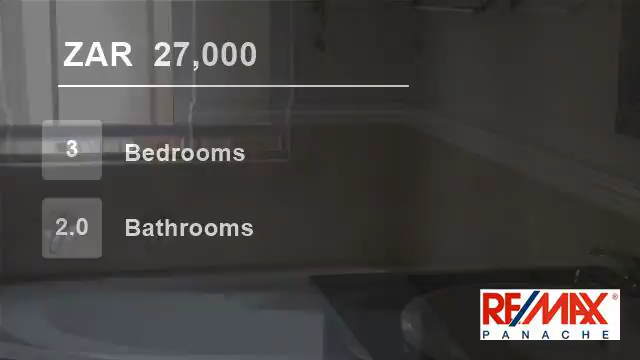 ZAR 27,000
3 Bedrooms
2.0 Bathrooms
RE/MAX®
PANACHE